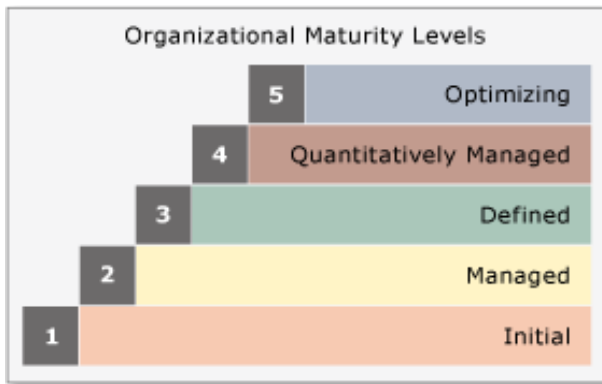 Organizational Maturity Levels
5 Optimizing
4 Quantitatively Managed
3 Defined
2 Managed
1 Initial